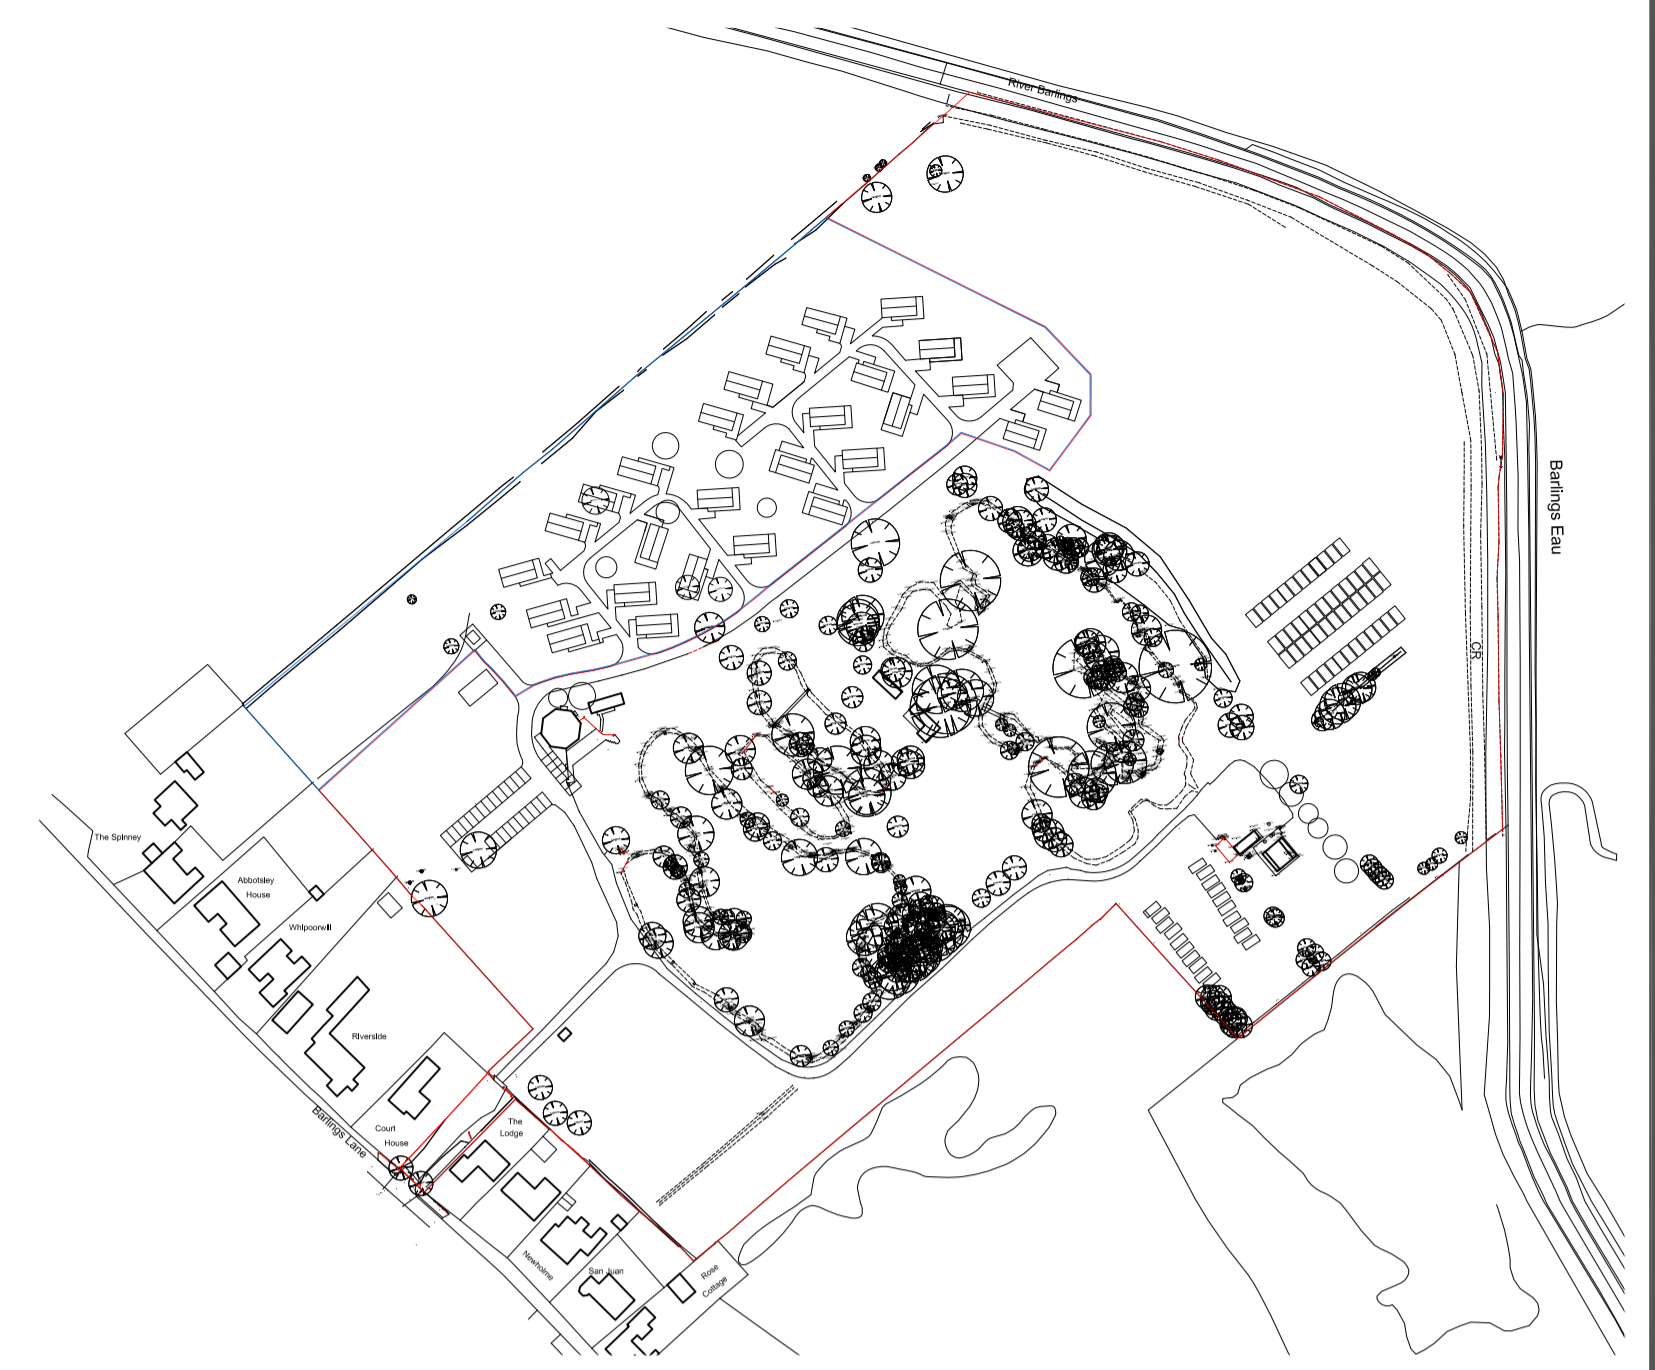 River Barlings
Barlings Eau
CR
The Spinney
Abbotsley
House
Whipoorwill
Riverside
Court
House
The
Lodge
Barlings Lane
Newholme
San Juan
Rose
Cottage